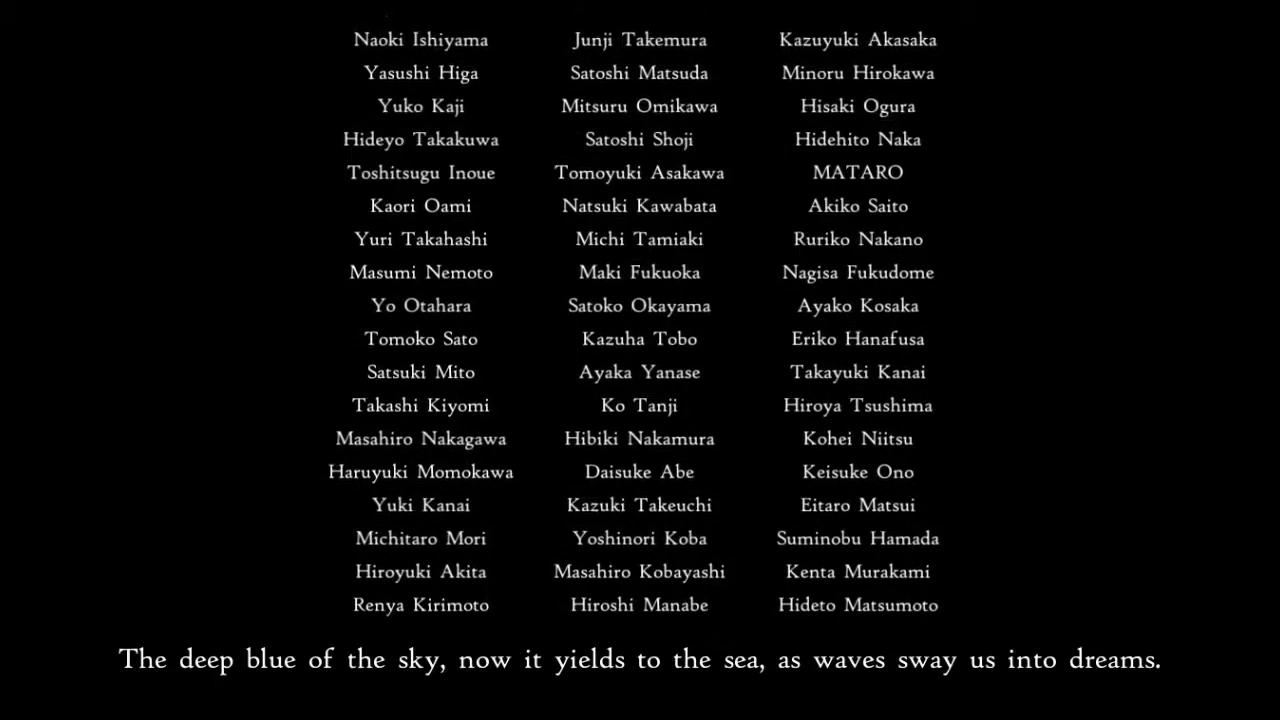 Naoki Ishiyama Junji Takemura Kazuyuki Akasaka
Yasushi Higa Satoshi Matsuda Minoru Hirokawa
Yuko Kaji Mitsuru Omikawa Hisaki Ogura
Hideyo Takakuwa Satoshi Shoji Hidehito Naka
Toshitsugu Inoue Tomoyuki Asakawa MATARO
Kaori Oami Natsuki Kawabata Akiko Saito
Yuri Takahashi Michi Tamiaki Ruriko Nakano
Masumi Nemoto Maki Fukuoka Nagisa Fukudome
Yo Otahara Satoko Okayama Ayako Kosaka
Tomoko Sato Kazuha Tobo Eriko Hanafusa
Satsuki Mito Ayaka Yanase Takayuki Kanai
Takashi Kiyomi Ko Tanji Hiroya Tsushima
Masahiro Nakagawa Hibiki Nakamura Kohei Niitsu
Haruyuki Momokawa Daisuke Abe Keisuke Ono
Yuki Kanai Kazuki Takeuchi Eitaro Matsui
Michitaro Mori Yoshinori Koba Suminobu Hamada
Hiroyuki Akita Masahiro Kobayashi Kenta Murakami
Renya Kirimoto Hiroshi Manabe Hideto Matsumoto
The deep blue of the sky, now it yields to the sea, as waves sway us into dreams.